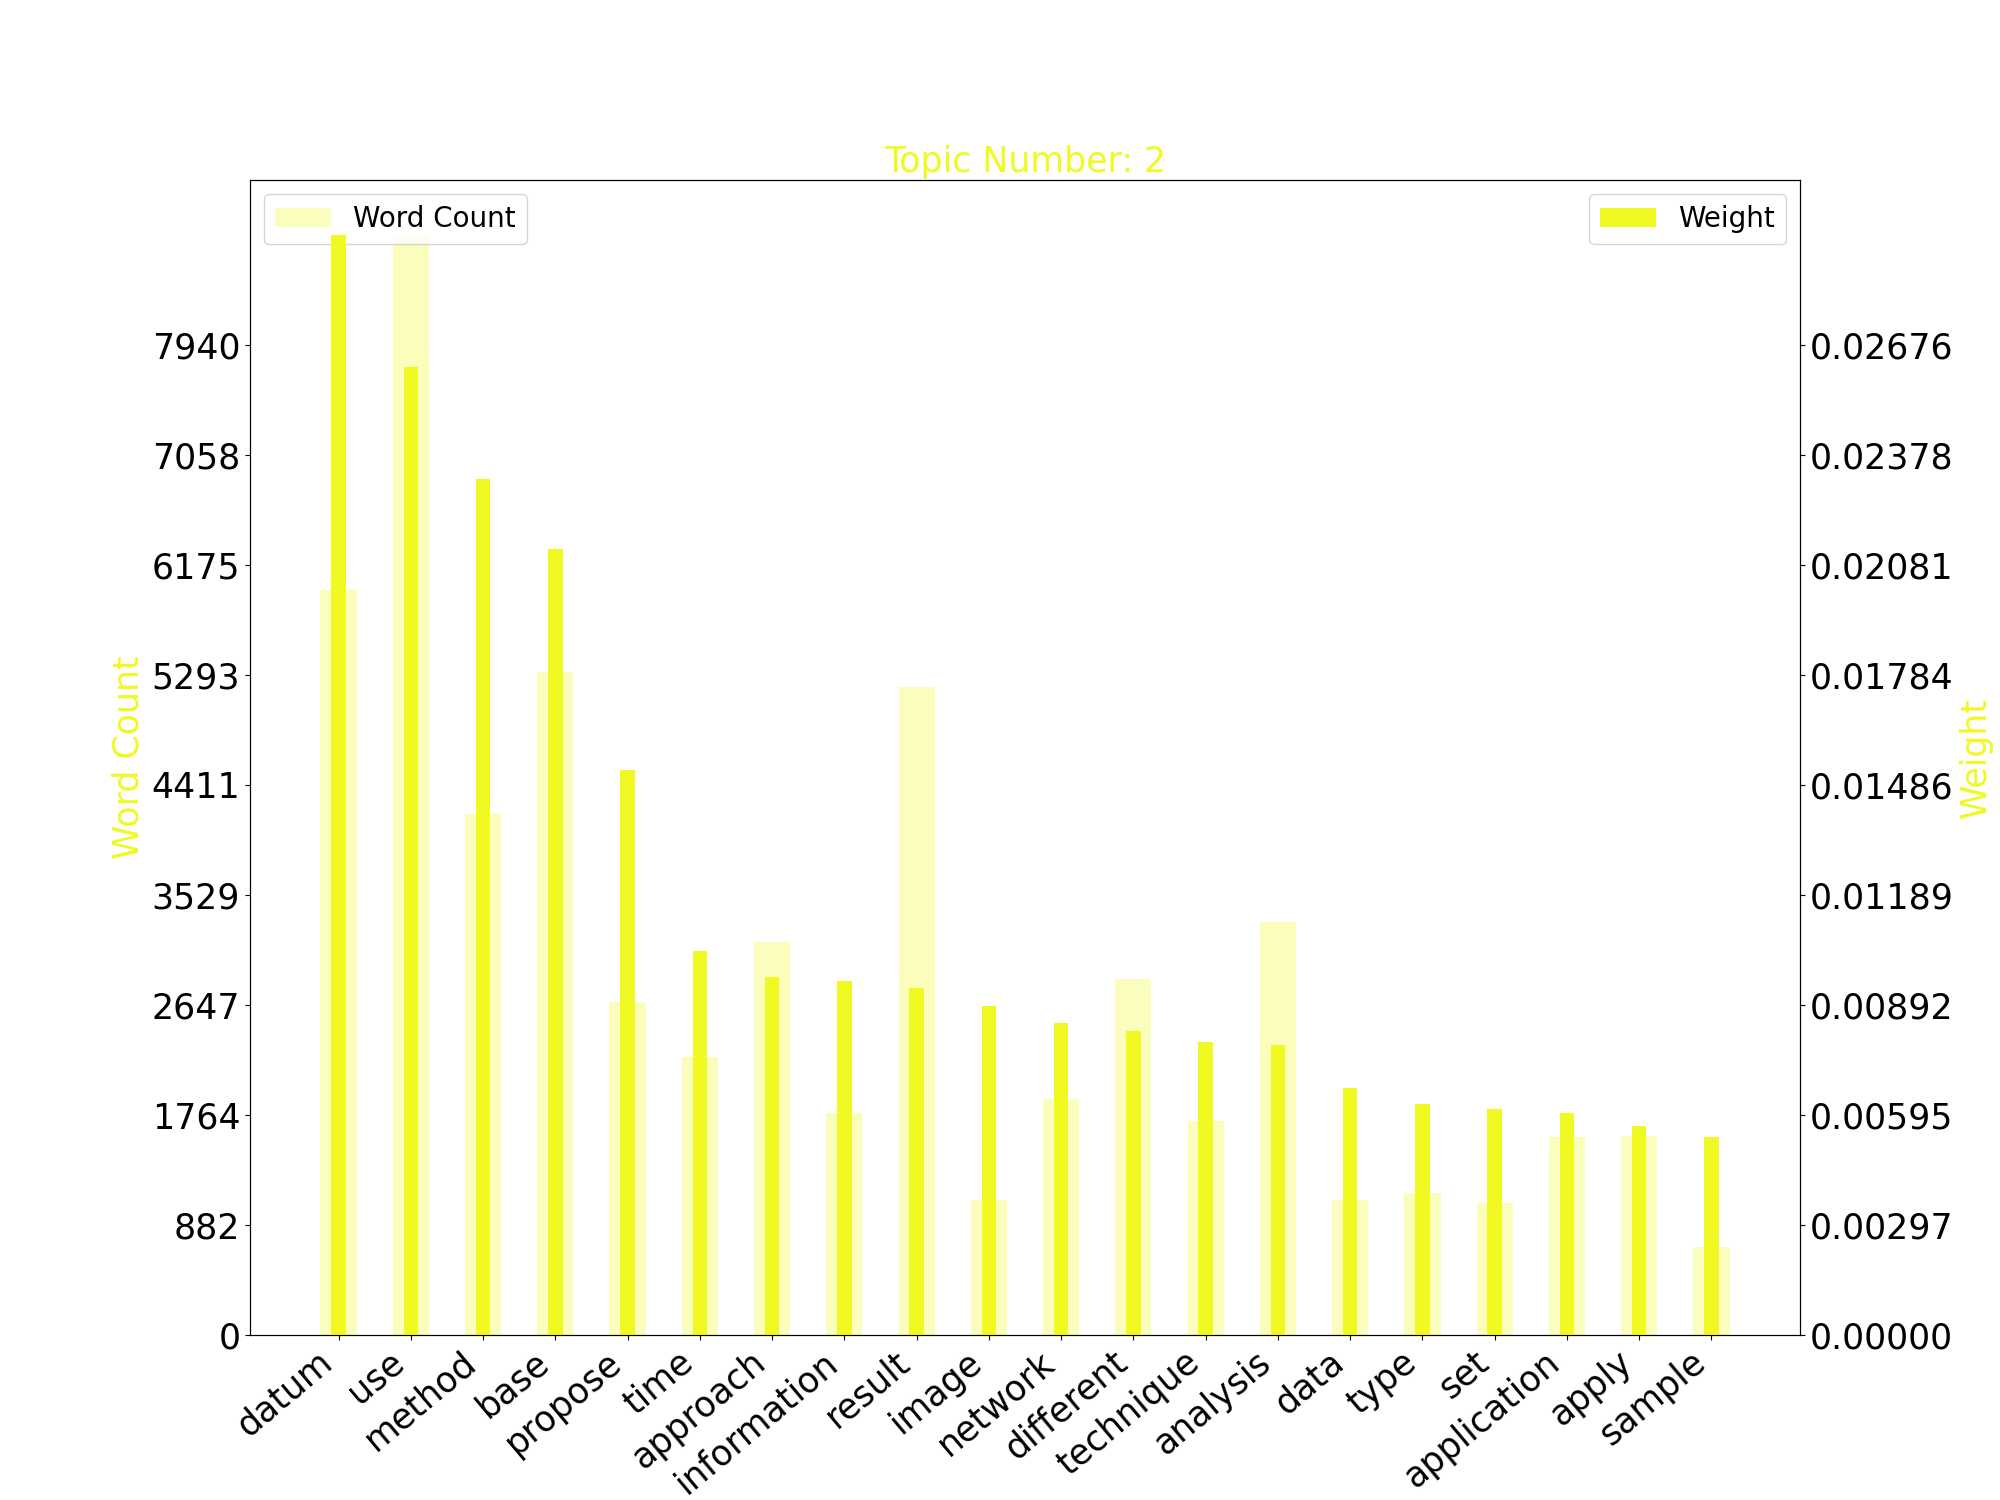 Topic Number: 2
Word Count
Weight
7940
7058
6175
5293
4411
3529
2647
1764
882
0
Word Count
0.02676
0.02378
0.02081
0.01784
0.01486
0.01189
0.00892
0.00595
0.00297
0.00000
Weight
datum
use
method
base
propose
time
approach
information
result
image
network
different
technique
analysis
data
type
set
application
apply
sample